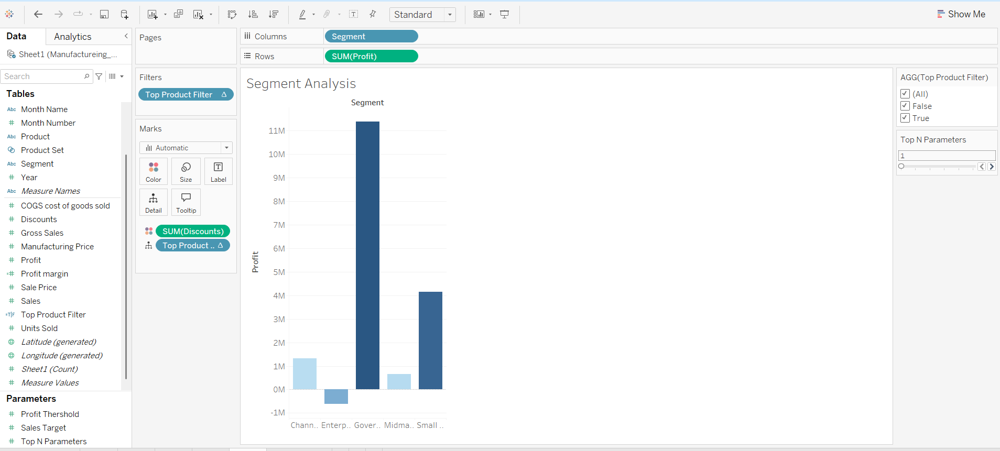 Standard
Show Me
Data
Analytics
Sheet1 (Manufactureing_...
Search
Tables
Abc Month Name
# Month Number
Abc Product
Product Set
Abc Segment
# Year
Abc Measure Names
# COGS cost of goods sold
# Discounts
# Gross Sales
# Manufacturing Price
# Profit
=# Profit margin
# Sale Price
# Sales
=T|F Top Product Filter
# Units Sold
Latitude (generated)
Longitude (generated)
# Sheet1 (Count)
# Measure Values
Parameters
# Profit Thershold
# Sales Target
# Top N Parameters
Pages
Filters
Top Product Filter Δ
Marks
Automatic
Color
Size
T
Label
Detail
Tooltip
SUM(Discounts)
Top Product .. Δ
Columns
Segment
Rows
SUM(Profit)
Segment Analysis
Segment
Profit
11M
10M
9M
8M
7M
6M
5M
4M
3M
2M
1M
0M
-1M
Chann.. Enterp.. Gover.. Midma.. Small ..
AGG(Top Product Filter)
(All)
False
True
Top N Parameters
1